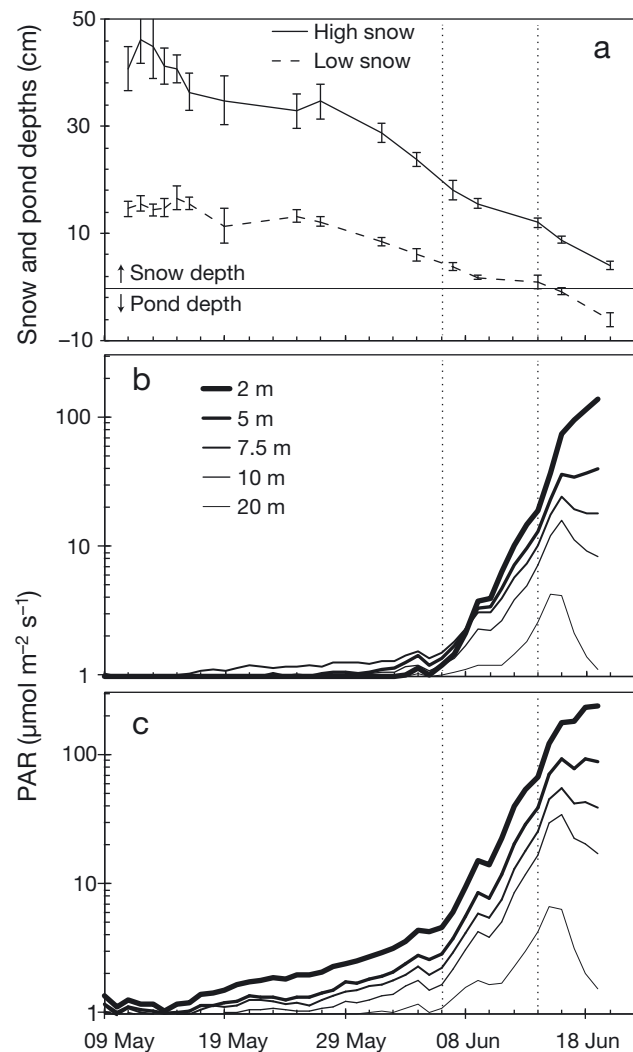 50
30
10
–10
Snow and pond depths (cm)
High snow
Low snow
a
↑ Snow depth
↓ Pond depth
b
2 m
5 m
7.5 m
10 m
20 m
100
10
1
PAR (µmol m–2 s–1)
c
100
10
1
09 May
19 May
29 May
08 Jun
18 Jun